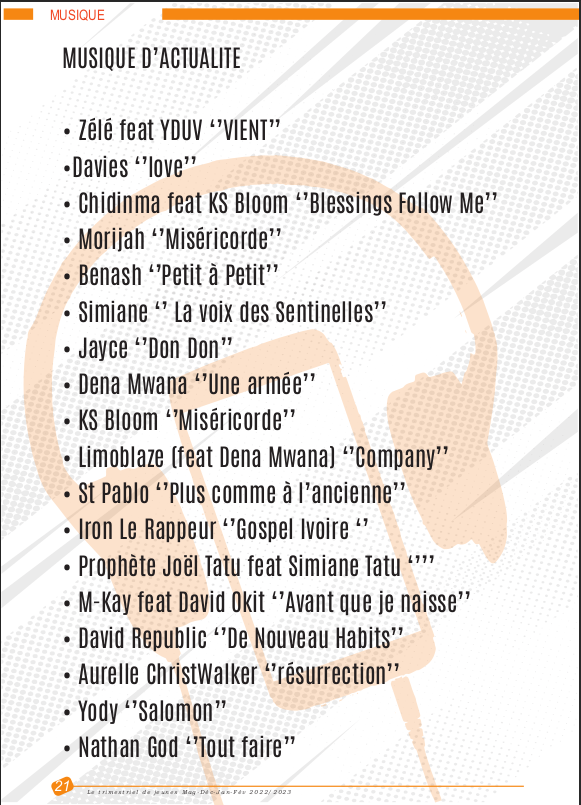 MUSIQUE
MUSIQUE D’ACTUALITE
• Zélé feat YDUV ‘’VIENT’’
•Davies ‘’love’’
• Chidinma feat KS Bloom ‘’Blessings Follow Me’’
• Morijah ‘’Miséricorde’’
• Benash ‘’Petit à Petit’’
• Simiane ‘’ La voix des Sentinelles’’
• Jayce ‘’Don Don’’
• Dena Mwana ‘’Une armée’’
• KS Bloom ‘’Miséricorde’’
• Limoblaze (feat Dena Mwana) ‘’Company’’
• St Pablo ‘’Plus comme à l’ancienne’’
• Iron Le Rappeur ‘’Gospel Ivoire ‘’
• Prophète Joël Tatu feat Simiane Tatu ‘’’’
• M-Kay feat David Okit ‘’Avant que je naisse’’
• David Republic ‘’De Nouveau Habits’’
• Aurelle ChristWalker ‘’résurrection’’
• Yody ‘’Salomon’’
• Nathan God ‘’Tout faire’’
21 Le trimestriel de jeunes Mag-Déc-Jan-Fév 2022/2023